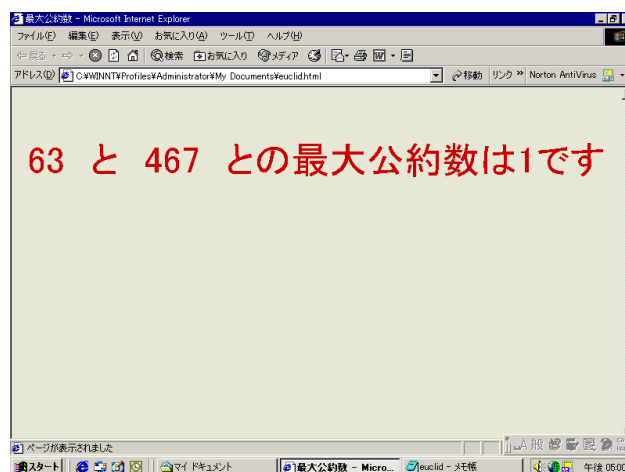 最大公約数 - Microsoft Internet Explorer
ファイル(F) 編集(E) 表示(V) お気に入り(A) ツール(T) ヘルプ(H)
戻る 検索 お気に入り メディア
アドレス(D) C:¥WINNT¥Profiles¥Administrator¥My Documents¥euclid.html 移動 リンク » Norton AntiVirus
63 と 467 との最大公約数は1です
ページが表示されました
A 般
スタート マイ ドキュメント 最大公約数 - Micro... euclid - メモ帳 午後 05:0